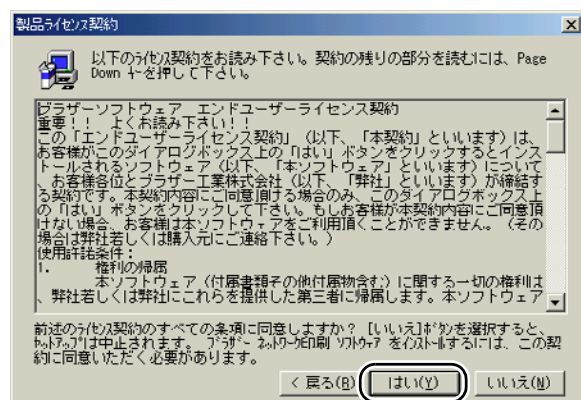 製品ﾗｲｾﾝｽ契約
以下のﾗｲｾﾝｽ契約をお読み下さい。契約の残りの部分を読むには、Page
Down ｷｰを押して下さい。
ブラザーソフトウェア　エンドユーザーライセンス契約
重要！！　よくお読み下さい！！
この「エンドユーザーライセンス契約」（以下、「本契約」といいます）は、
お客様がこのダイアログボックス上の「はい」ボタンをクリックするとインス
トールされるソフトウェア（以下、「本ソフトウェア」といいます）について
、お客様各位とブラザー工業株式会社（以下、「弊社」といいます）が締結す
る契約です。本契約内容にご同意頂ける場合のみ、このダイアログボックス上
の「はい」ボタンをクリックして下さい。もしお客様が本契約内容にご同意頂
けない場合、お客様は本ソフトウェアをご利用頂くことができません。（その
場合は弊社若しくは購入元にご連絡下さい。）
使用許諾条件：
1.　　権利の帰属
本ソフトウェア（付属書類その他付属物含む）に関する一切の権利は
、弊社若しくは弊社にこれらを提供した第三者に帰属します。本ソフトウェア
前述のﾗｲｾﾝｽ契約のすべての条項に同意しますか？ [いいえ]ﾎﾞﾀﾝを選択すると、
ｾｯﾄｱｯﾌﾟは中止されます。 ﾌﾞﾗｻﾞｰ ﾈｯﾄﾜｰｸPC印刷 ｿﾌﾄｳｪｱ をｲﾝｽﾄｰﾙするには、この契
約に同意いただく必要があります。
< 戻る(B)　はい(Y)　いいえ(N)